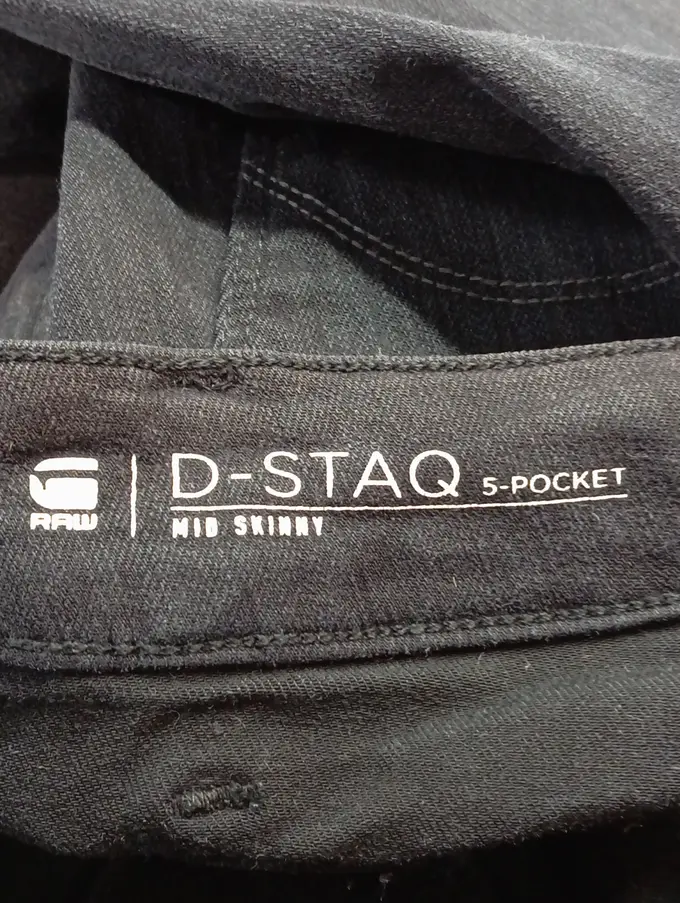 RAW
D-STAQ 5-POCKET
MID SKINNY